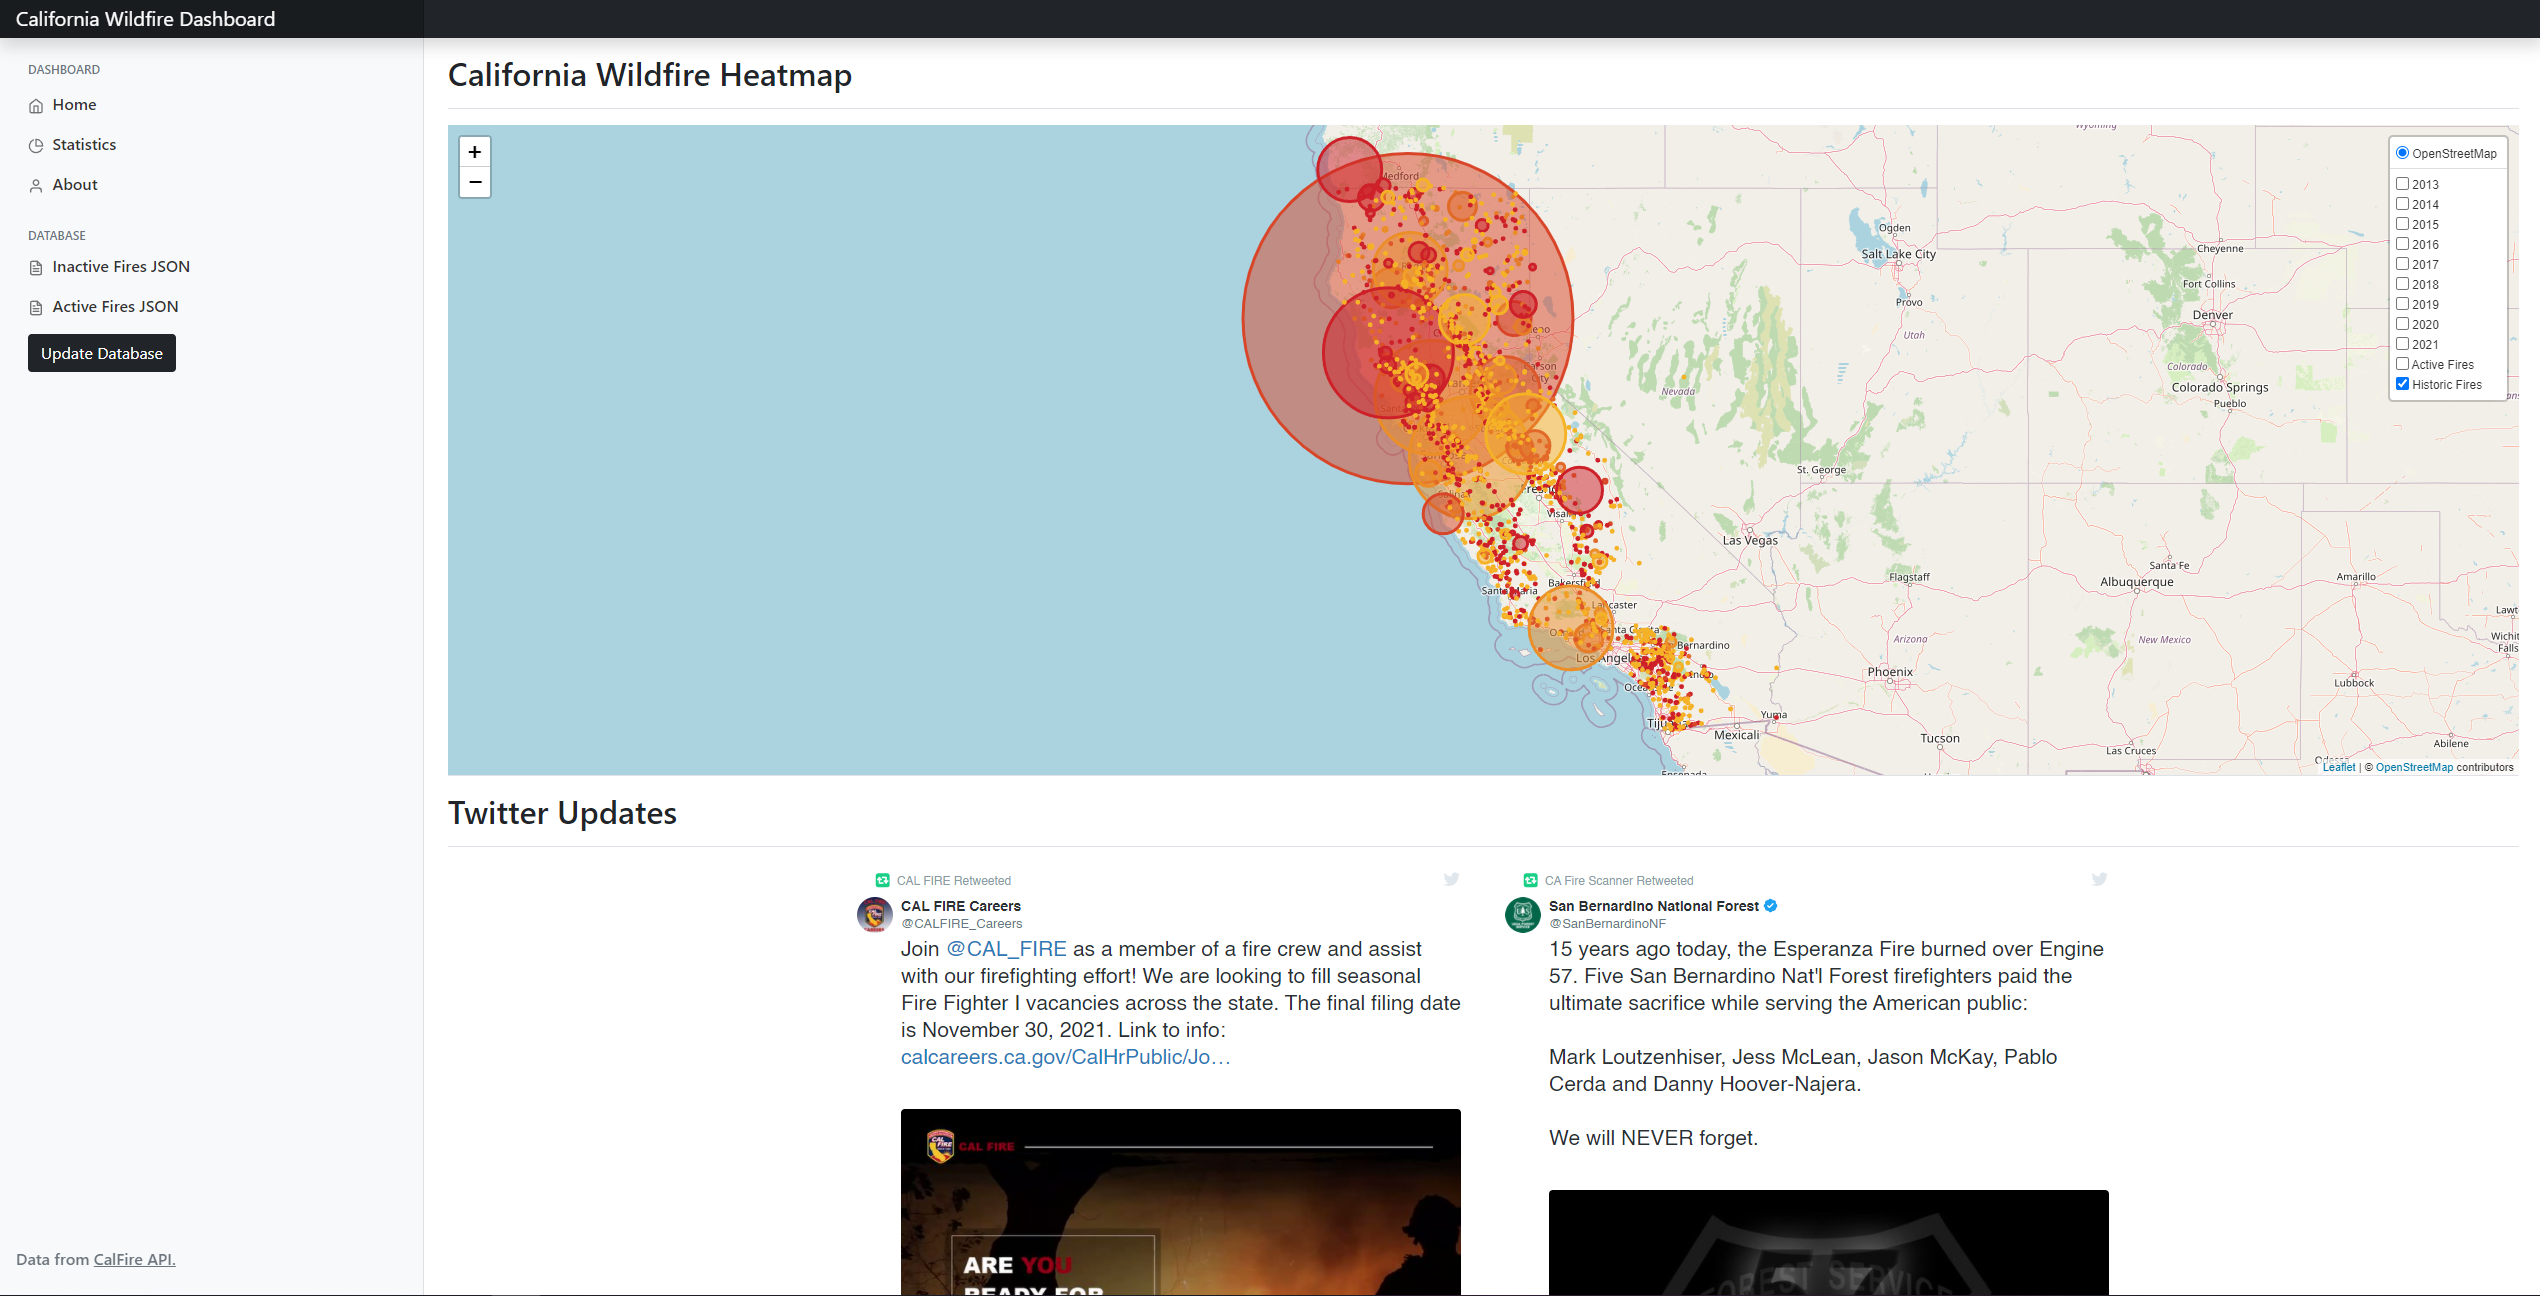 California Wildfire Dashboard
DASHBOARD
Home
Statistics
About
DATABASE
Inactive Fires JSON
Active Fires JSON
Update Database
Data from CalFire API.
California Wildfire Heatmap
+
−
OpenStreetMap
2013
2014
2015
2016
2017
2018
2019
2020
2021
Active Fires
Historic Fires
Wyoming
Medford
Ogden
Salt Lake City
Provo
Utah
Cheyenne
Fort Collins
Denver
Colorado
Colorado Springs
Pueblo
Nevada
Carson
City
St. George
Las Vegas
Bakersfield
Santa Maria
Lancaster
Los Angel
Bernardino
Flagstaff
Arizona
Phoenix
Santa Fe
Albuquerque
New Mexico
Amarillo
Lawt
Wichit
Falls
Lubbock
Yuma
Mexicali
Tucson
Las Cruces
Abilene
Ensenada
Leaflet | © OpenStreetMap contributors
Twitter Updates
CAL FIRE Retweeted
CAL FIRE Careers
@CALFIRE_Careers
Join @CAL_FIRE as a member of a fire crew and assist
with our firefighting effort! We are looking to fill seasonal
Fire Fighter I vacancies across the state. The final filing date
is November 30, 2021. Link to info:
calcareers.ca.gov/CalHrPublic/Jo…
CAL FIRE
ARE YOU
READY FOR
CA Fire Scanner Retweeted
San Bernardino National Forest
@SanBernardinoNF
15 years ago today, the Esperanza Fire burned over Engine
57. Five San Bernardino Nat'l Forest firefighters paid the
ultimate sacrifice while serving the American public:
Mark Loutzenhiser, Jess McLean, Jason McKay, Pablo
Cerda and Danny Hoover-Najera.
We will NEVER forget.
FOREST SERVICE